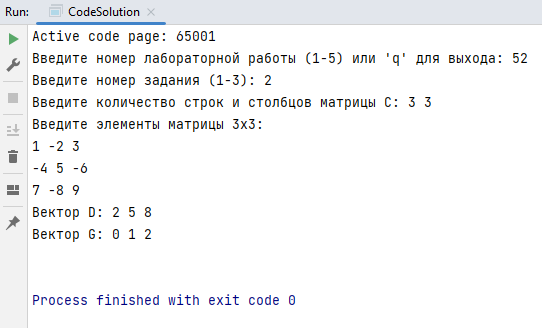 Run: CodeSolution
Active code page: 65001
Введите номер лабораторной работы (1-5) или 'q' для выхода: 52
Введите номер задания (1-3): 2
Введите количество строк и столбцов матрицы C: 3 3
Введите элементы матрицы 3x3:
1 -2 3
-4 5 -6
7 -8 9
Вектор D: 2 5 8
Вектор G: 0 1 2
Process finished with exit code 0